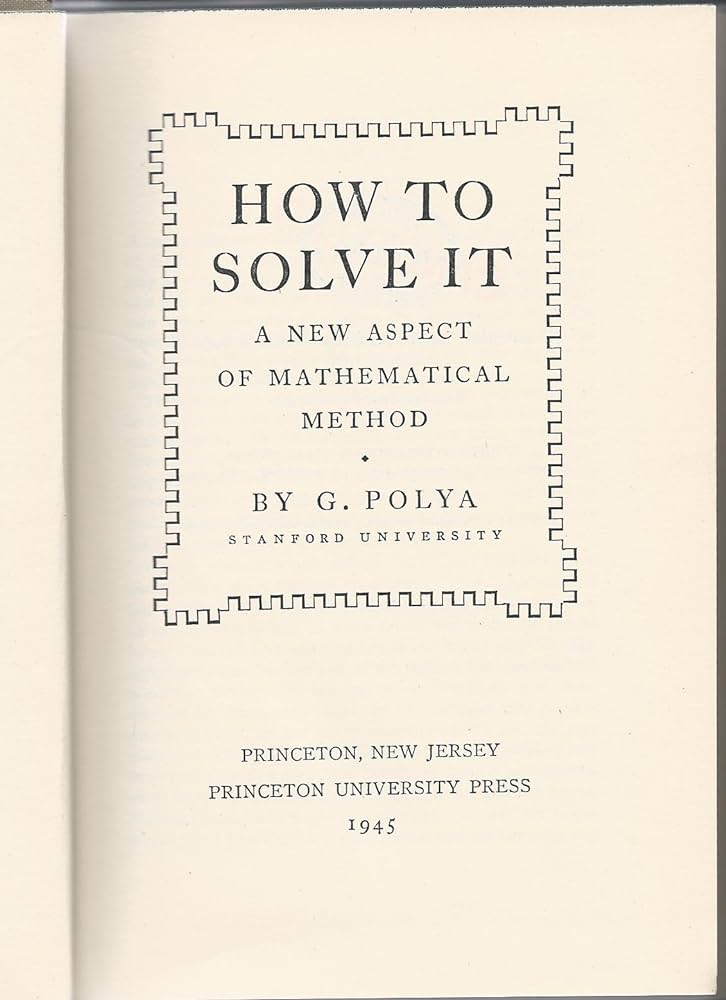 HOW TO
SOLVE IT
A NEW ASPECT
OF MATHEMATICAL
METHOD
BY G. POLYA
STANFORD UNIVERSITY
PRINCETON, NEW JERSEY
PRINCETON UNIVERSITY PRESS
1945